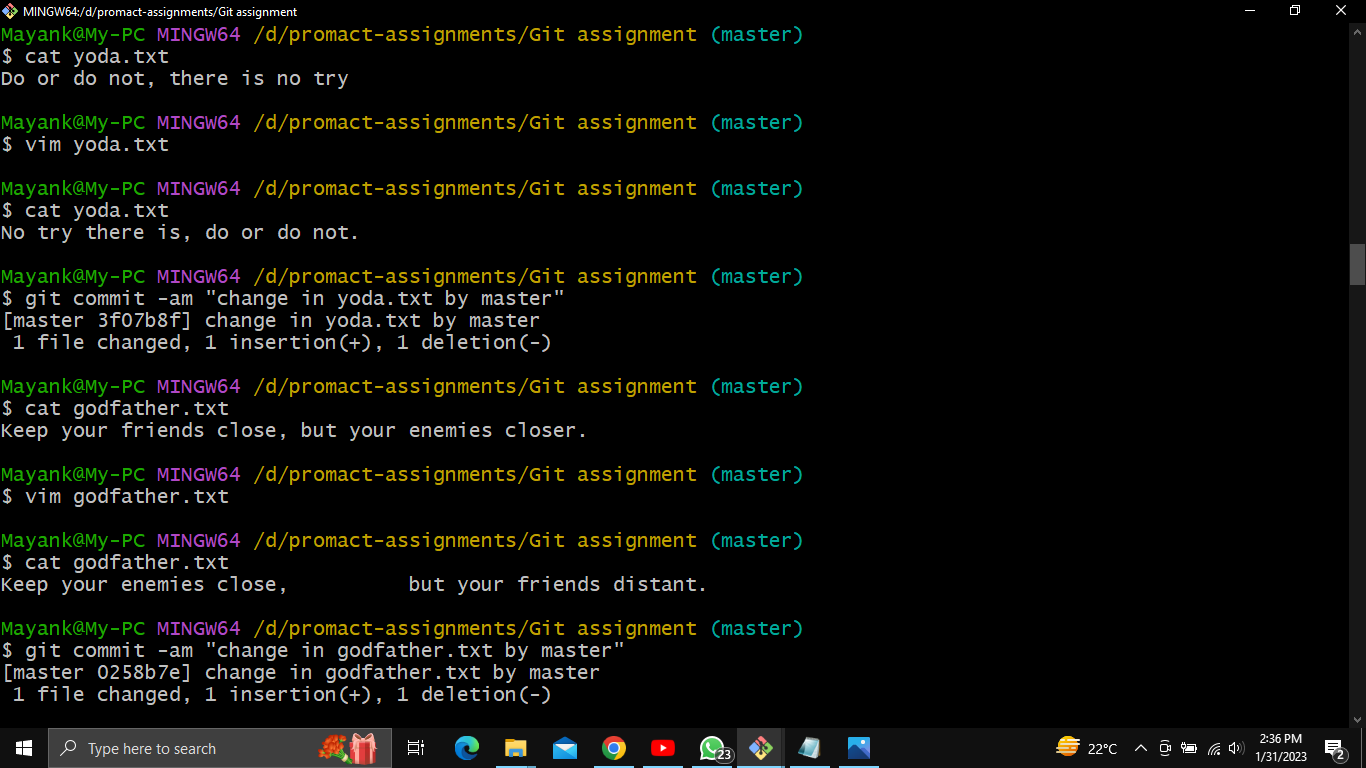 MINGW64:/d/promact-assignments/Git assignment
Mayank@My-PC MINGW64 /d/promact-assignments/Git assignment (master)
$ cat yoda.txt
Do or do not, there is no try
Mayank@My-PC MINGW64 /d/promact-assignments/Git assignment (master)
$ vim yoda.txt
Mayank@My-PC MINGW64 /d/promact-assignments/Git assignment (master)
$ cat yoda.txt
No try there is, do or do not.
Mayank@My-PC MINGW64 /d/promact-assignments/Git assignment (master)
$ git commit -am "change in yoda.txt by master"
[master 3f07b8f] change in yoda.txt by master
 1 file changed, 1 insertion(+), 1 deletion(-)
Mayank@My-PC MINGW64 /d/promact-assignments/Git assignment (master)
$ cat godfather.txt
Keep your friends close, but your enemies closer.
Mayank@My-PC MINGW64 /d/promact-assignments/Git assignment (master)
$ vim godfather.txt
Mayank@My-PC MINGW64 /d/promact-assignments/Git assignment (master)
$ cat godfather.txt
Keep your enemies close,          but your friends distant.
Mayank@My-PC MINGW64 /d/promact-assignments/Git assignment (master)
$ git commit -am "change in godfather.txt by master"
[master 0258b7e] change in godfather.txt by master
 1 file changed, 1 insertion(+), 1 deletion(-)
Type here to search
23
22°C
2:36 PM
1/31/2023
2